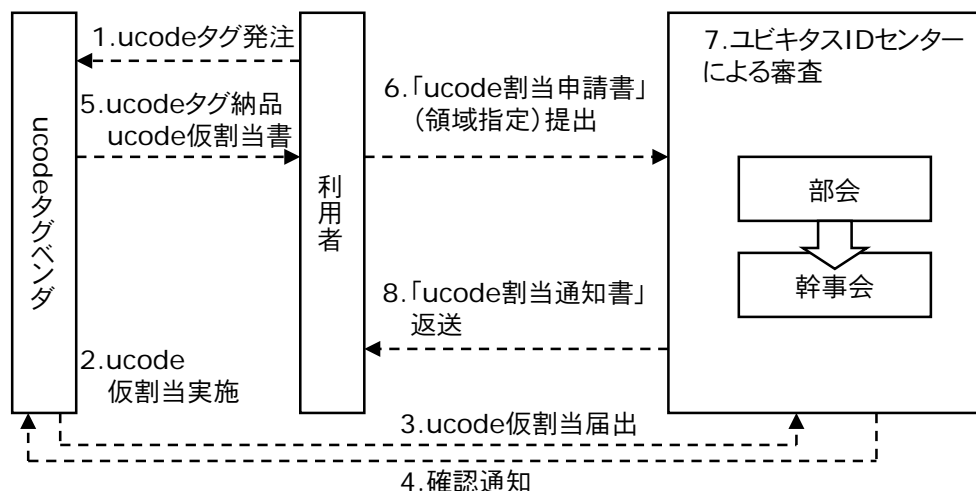 1.ucodeタグ発注
5.ucodeタグ納品
ucode仮割当書
ucodeタグベンダ
利用者
2.ucode
仮割当実施
6.「ucode割当申請書」
（領域指定）提出
8.「ucode割当通知書」
返送
7.ユビキタスIDセンター
による審査
部会
幹事会
3.ucode仮割当届出
4.確認通知